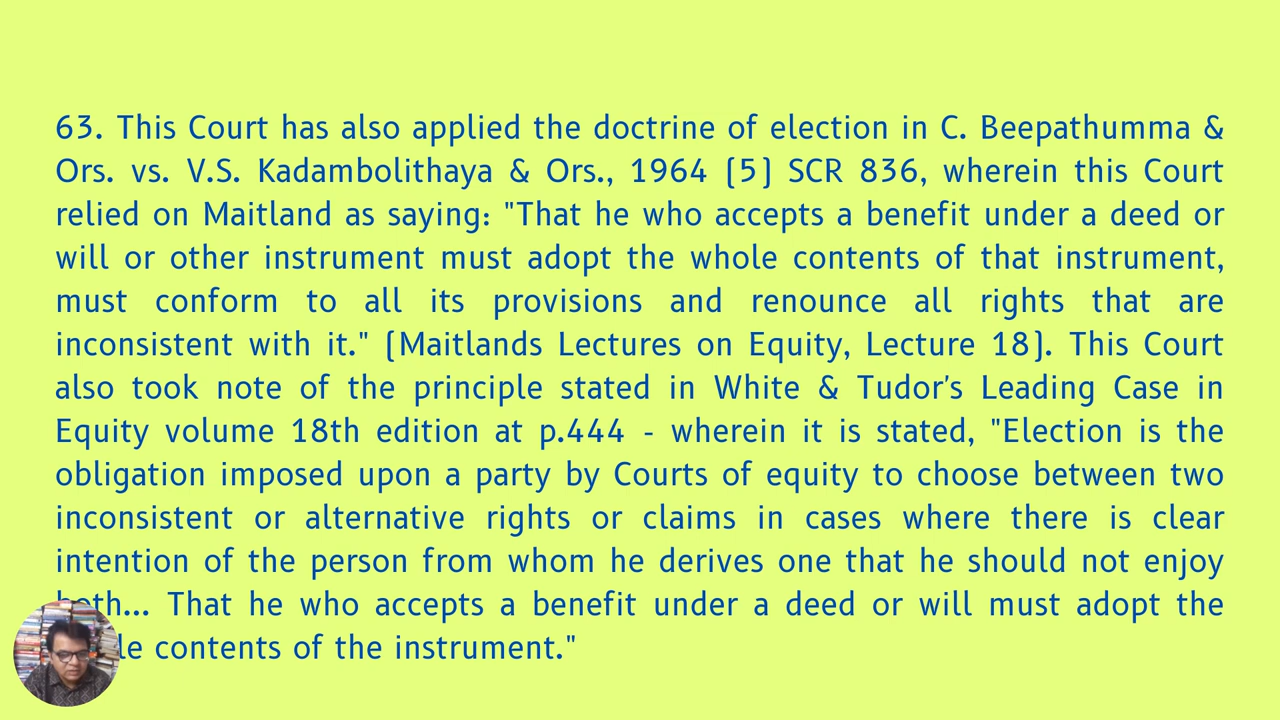 63. This Court has also applied the doctrine of election in C. Beepathumma &
Ors. vs. V.S. Kadambolithaya & Ors., 1964 (5) SCR 836, wherein this Court
relied on Maitland as saying: "That he who accepts a benefit under a deed or
will or other instrument must adopt the whole contents of that instrument,
must conform to all its provisions and renounce all rights that are
inconsistent with it." (Maitlands Lectures on Equity, Lecture 18). This Court
also took note of the principle stated in White & Tudor's Leading Case in
Equity volume 18th edition at p.444 - wherein it is stated, "Election is the
obligation imposed upon a party by Courts of equity to choose between two
inconsistent or alternative rights or claims in cases where there is clear
intention of the person from whom he derives one that he should not enjoy
both... That he who accepts a benefit under a deed or will must adopt the
contents of the instrument."